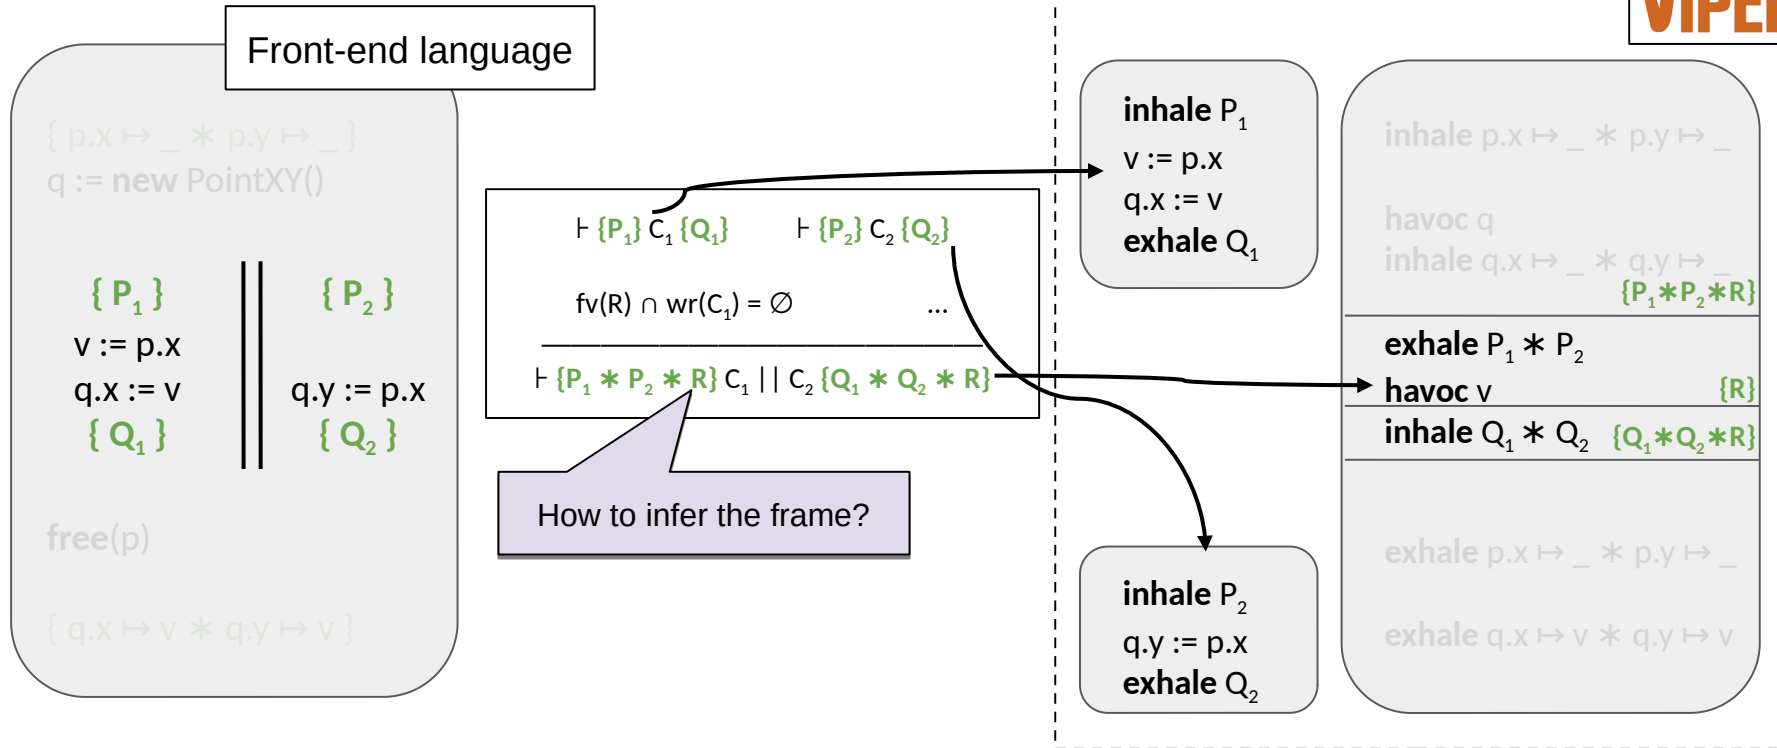 Front-end language
{ p.x ↦ _ ∗ p.y ↦ _ }
q := new PointXY()
{ P₁ } { P₂ }
v := p.x
q.x := v q.y := p.x
{ Q₁ } { Q₂ }
free(p)
{ q.x ↦ v ∗ q.y ↦ v }
⊦ {P₁} C₁ {Q₁} ⊦ {P₂} C₂ {Q₂}
fv(R) ∩ wr(C₁) = ∅ ...
⊦ {P₁ ∗ P₂ ∗ R} C₁ || C₂ {Q₁ ∗ Q₂ ∗ R}
How to infer the frame?
inhale P₁
v := p.x
q.x := v
exhale Q₁
inhale P₂
q.y := p.x
exhale Q₂
VIPE
inhale p.x ↦ _ ∗ p.y ↦ _
havoc q
inhale q.x ↦ _ ∗ q.y ↦ _
{P₁∗P₂∗R}
exhale P₁ ∗ P₂
havoc v {R}
inhale Q₁ ∗ Q₂ {Q₁∗Q₂∗R}
exhale p.x ↦ _ ∗ p.y ↦ _
exhale q.x ↦ v ∗ q.y ↦ v